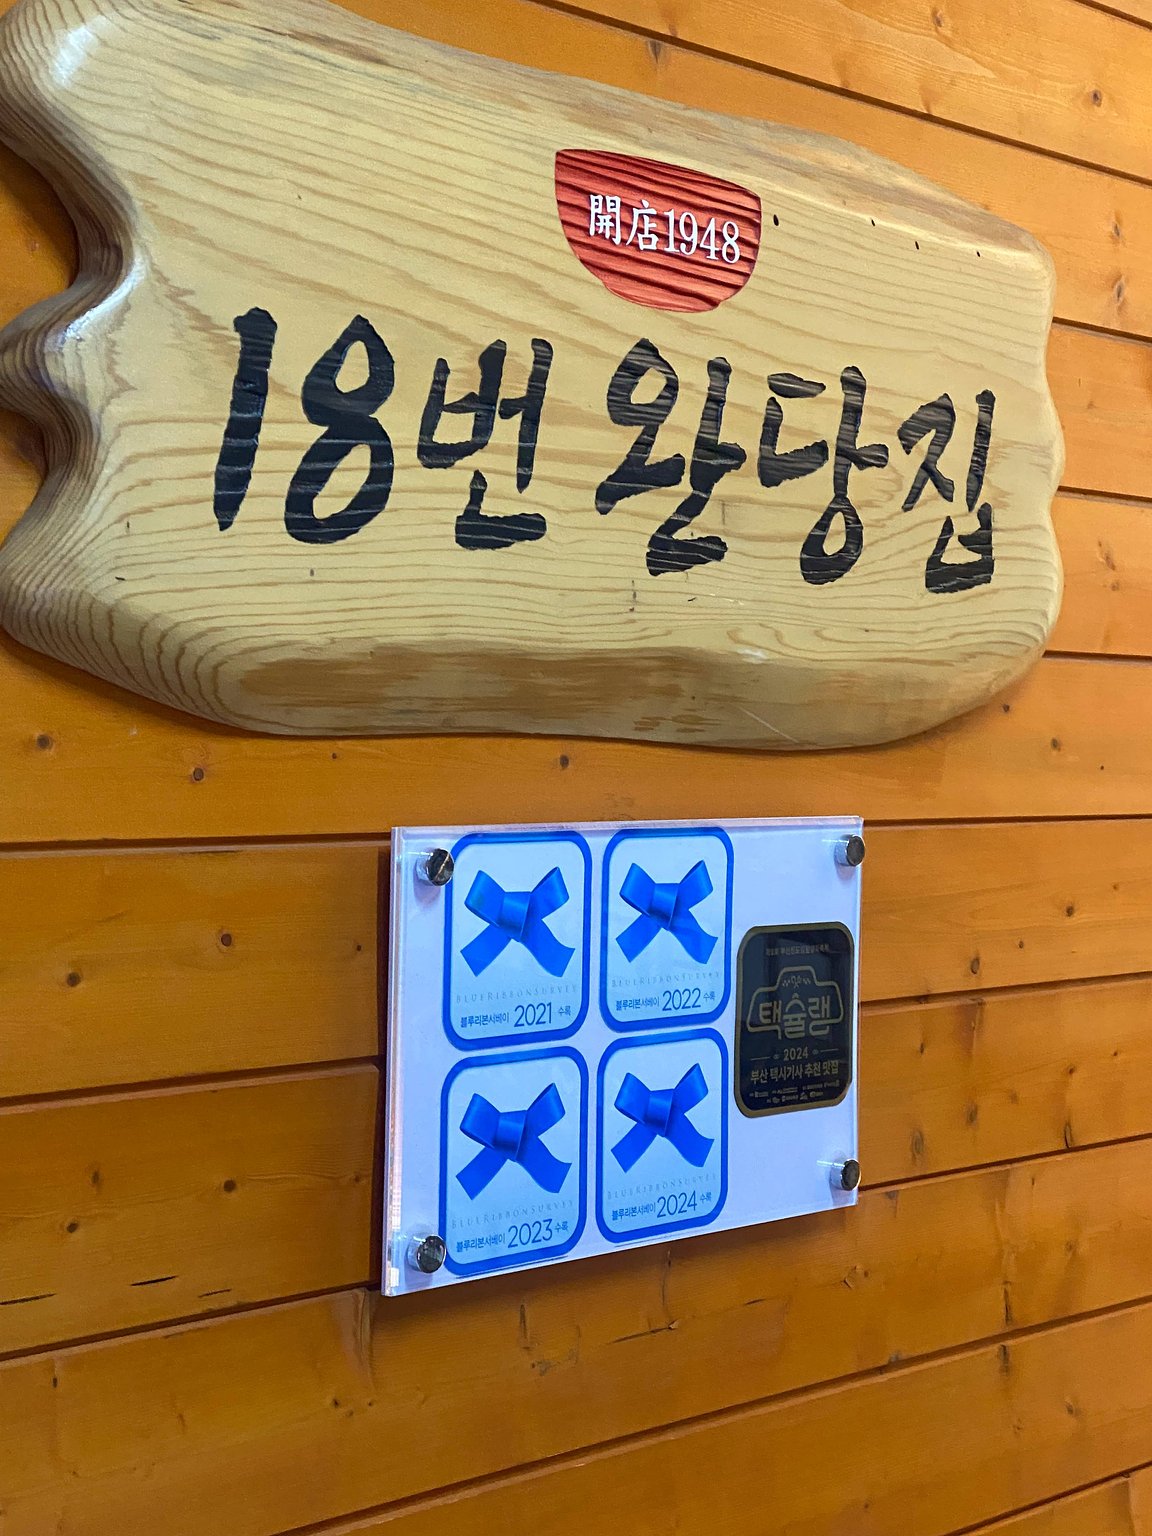 開店1948
18번 완당집
BLUERIBBONSURVEY
블루리본서베이 2021 수록
BLUERIBBONSURVEY
블루리본서베이 2022 수록
BLUERIBBONSURVEY
블루리본서베이 2023 수록
BLUERIBBONSURVEY
블루리본서베이 2024 수록
택슐랭
2024
부산 택시기사 추천 맛집